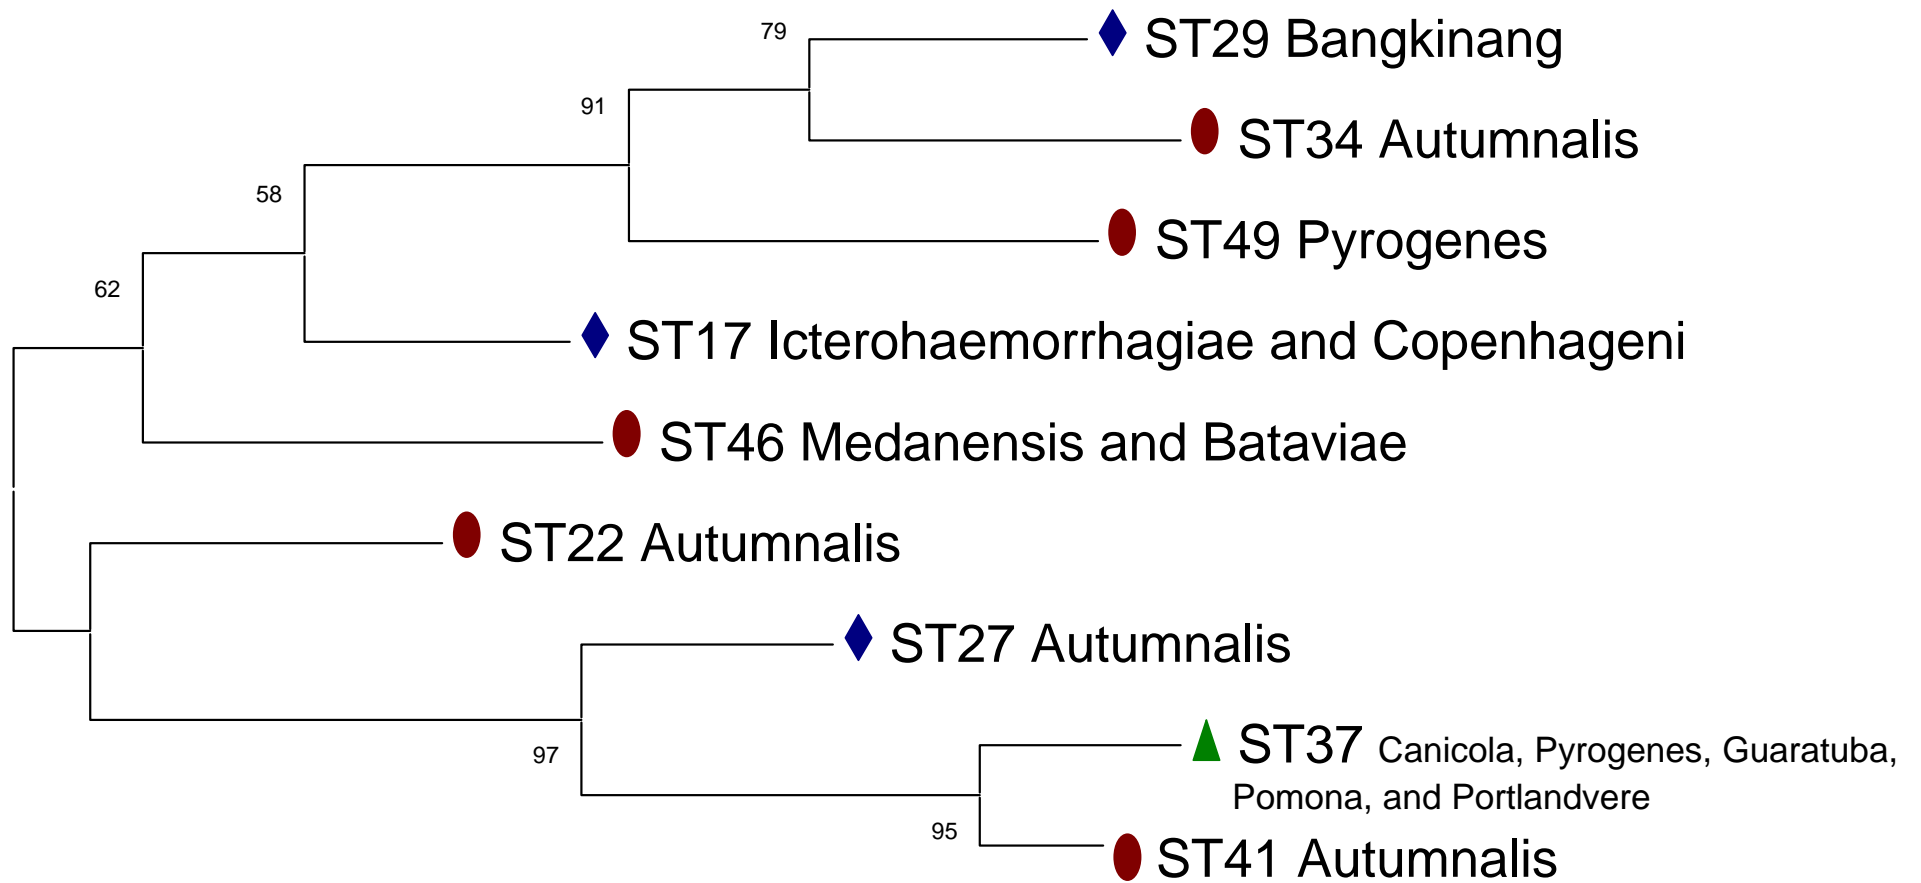 79
ST29 Bangkinang
91
ST34 Autumnalis
58
ST49 Pyrogenes
62
ST17 Icterohaemorrhagiae and Copenhageni
ST46 Medanensis and Bataviae
ST22 Autumnalis
ST27 Autumnalis
97
ST37 Canicola, Pyrogenes, Guaratuba,
Pomona, and Portlandvere
95
ST41 Autumnalis